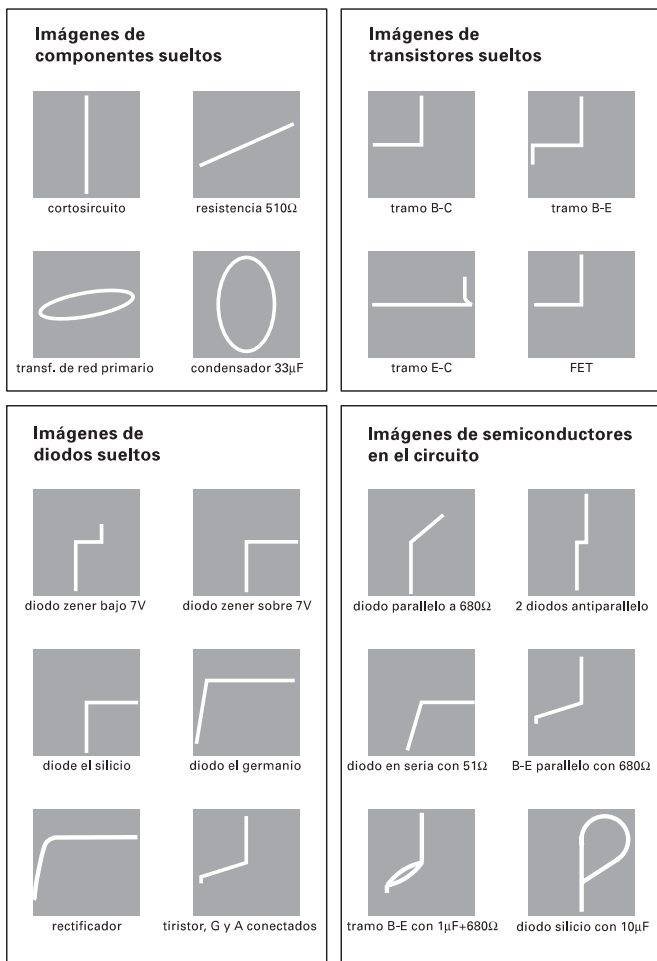 Imágenes de
componentes sueltos
cortosircuito
resistencia 510Ω
transf. de red primario
condensador 33µF
Imágenes de
transistores sueltos
tramo B-C
tramo B-E
tramo E-C
FET
Imágenes de
diodos sueltos
diodo zener bajo 7V
diodo zener sobre 7V
diode el silicio
diodo el germanio
rectificador
tiristor, G y A conectados
Imágenes de semiconductores
en el circuito
diodo parallelo a 680Ω
2 diodos antiparallelo
diodo en seria con 51Ω
B-E parallelo con 680Ω
tramo B-E con 1µF+680Ω
diodo silicio con 10µF